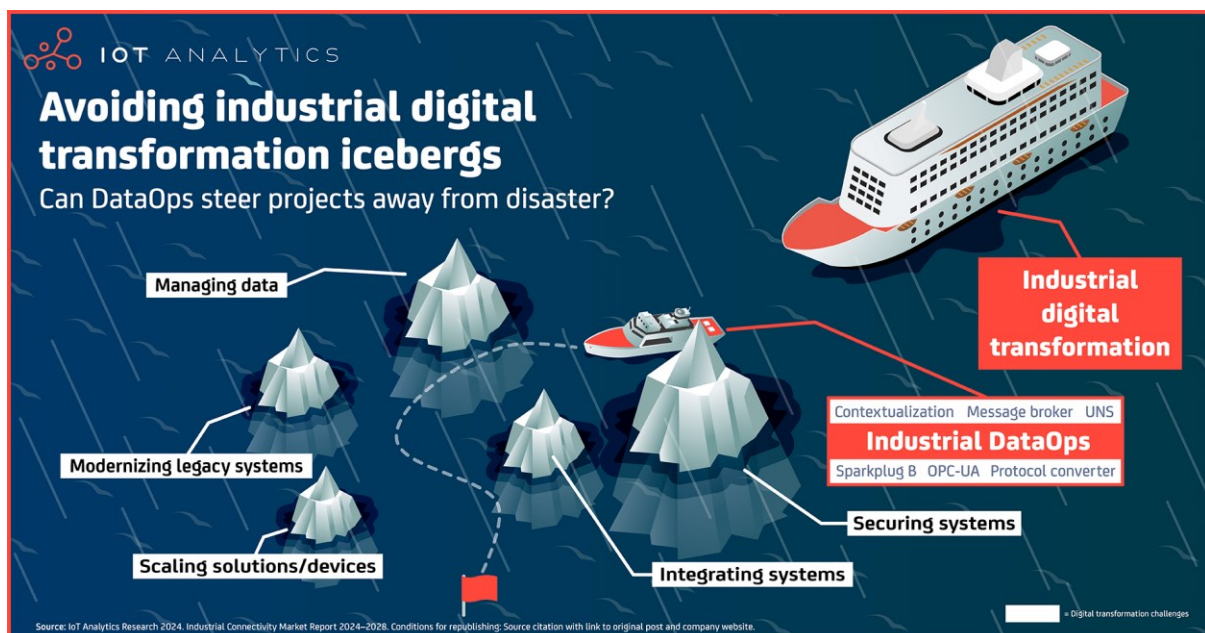 IOT ANALYTICS
Avoiding industrial digital
transformation icebergs
Can DataOps steer projects away from disaster?
Managing data
Industrial
digital
transformation
Contextualization Message broker UNS
Industrial DataOps
Sparkplug B OPC-UA Protocol converter
Modernizing legacy systems
Securing systems
Scaling solutions/devices
Integrating systems
= Digital transformation challenges
Source: IoT Analytics Research 2024. Industrial Connectivity Market Report 2024–2028. Conditions for republishing: Source citation with link to original post and company website.